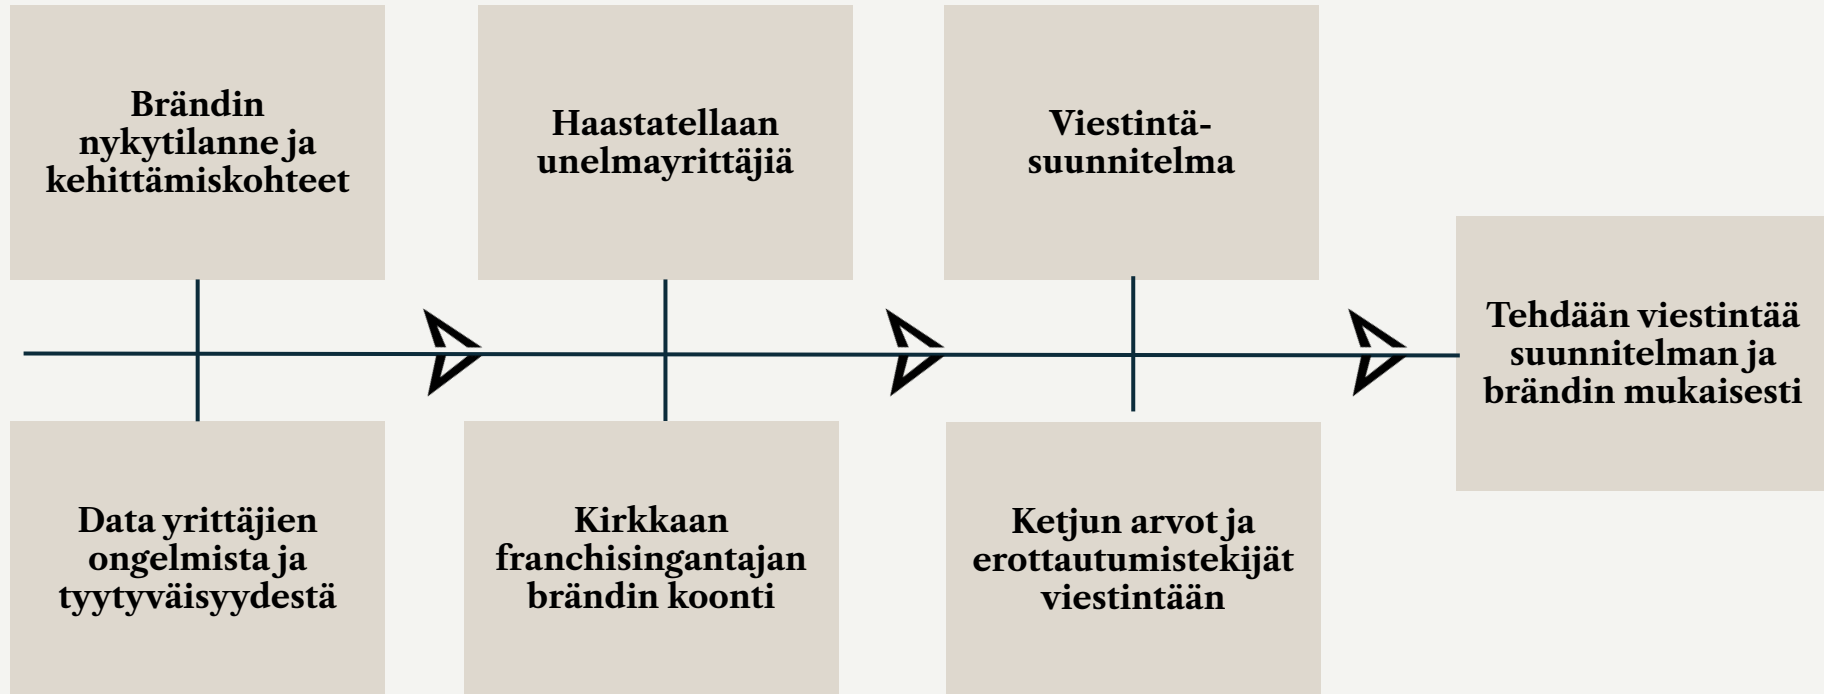 Brändin
nykytilanne ja
kehittämiskohteet
Haastatellaan
unelmayrittäjiä
Viestintä-
suunnitelma
Tehdään viestintää
suunnitelman ja
brändin mukaisesti
Data yrittäjien
ongelmista ja
tyytyväisyydestä
Kirkkaan
franchisingantajan
brändin koonti
Ketjun arvot ja
erottautumistekijät
viestintään